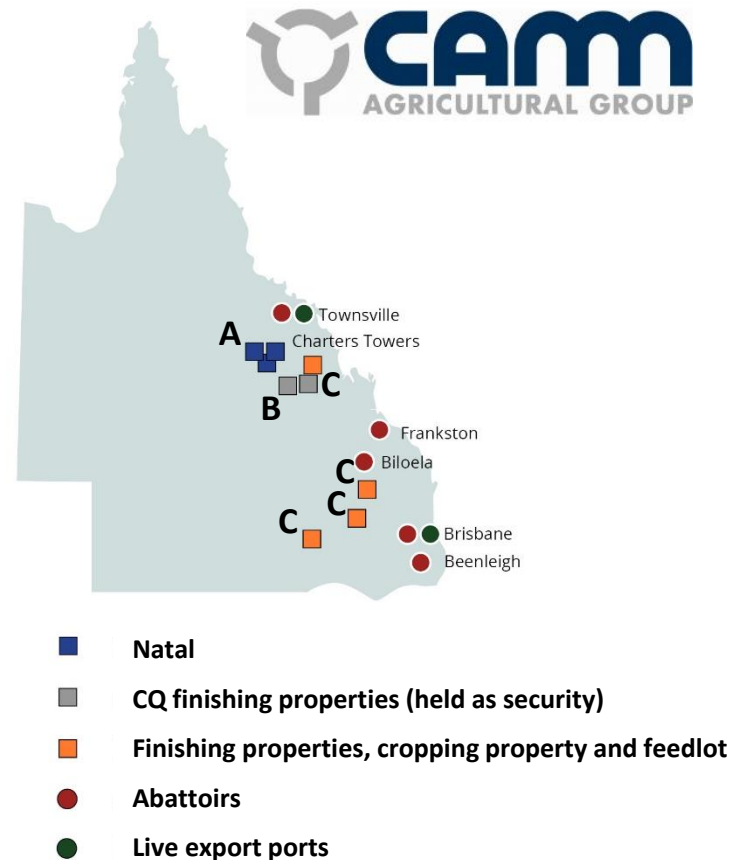 CAMM
AGRICULTURAL GROUP
Townsville
A
Charters Towers
C
B
Frankston
Biloela
C
C
C
Brisbane
Beenleigh
Natal
CQ finishing properties (held as security)
Finishing properties, cropping property and feedlot
Abattoirs
Live export ports